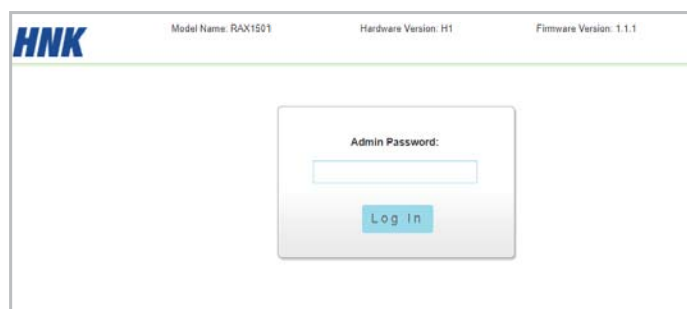 HNK
Model Name: RAX1501 Hardware Version: H1 Firmware Version: 1.1.1
Admin Password:
Log In